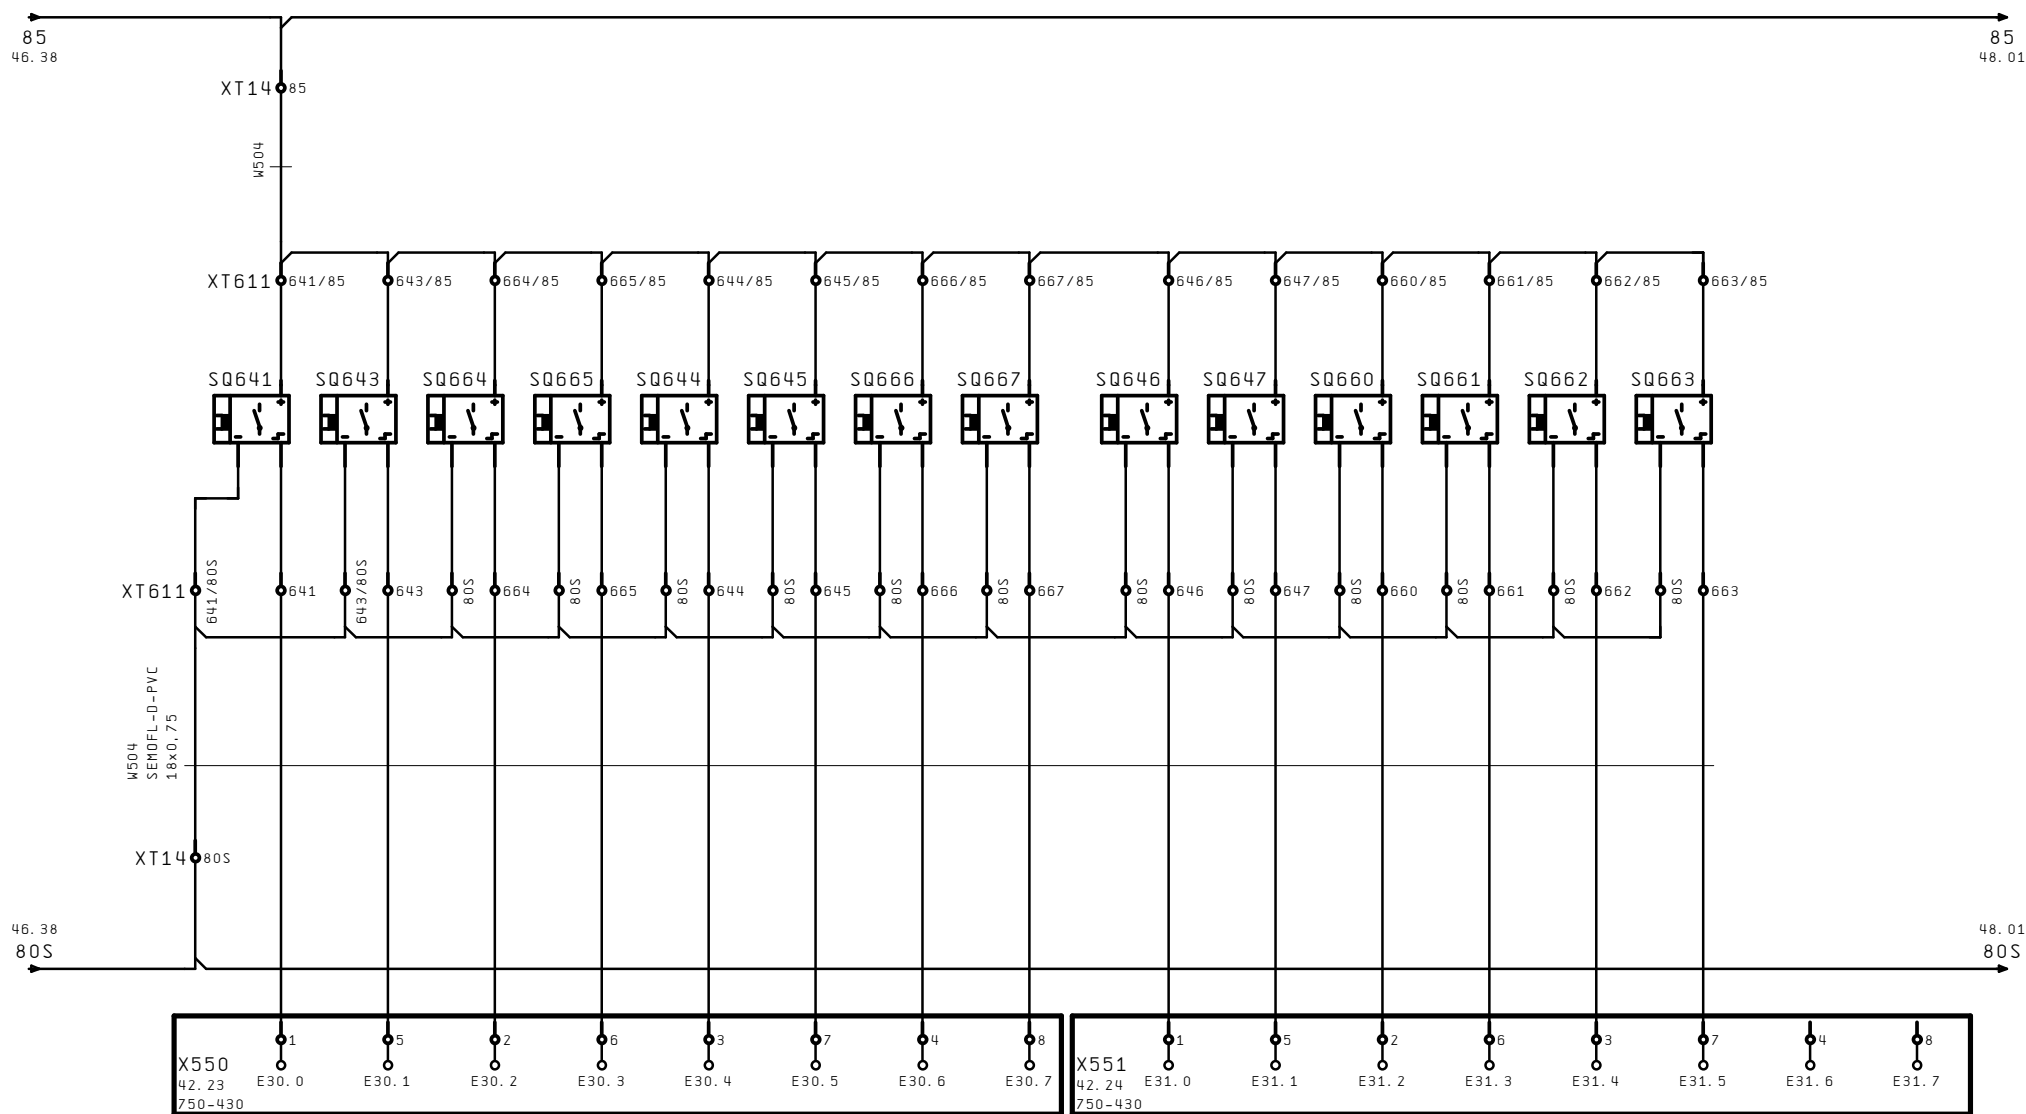 85
46.38
85
48.01
XT14
85
W504
XT611
641/85
643/85
664/85
665/85
644/85
645/85
666/85
667/85
646/85
647/85
660/85
661/85
662/85
663/85
SQ641
SQ643
SQ664
SQ665
SQ644
SQ645
SQ666
SQ667
SQ646
SQ647
SQ660
SQ661
SQ662
SQ663
XT611
641/80S
641
643/80S
643
80S
664
80S
665
80S
644
80S
645
80S
666
80S
667
80S
646
80S
647
80S
660
80S
661
80S
662
80S
663
W504
SEMOFL-D-PVC
18x0,75
XT14
80S
46.38
80S
48.01
80S
1
5
2
6
3
7
4
8
X550
42.23
750-430
E30.0
E30.1
E30.2
E30.3
E30.4
E30.5
E30.6
E30.7
1
5
2
6
3
7
4
8
X551
42.24
750-430
E31.0
E31.1
E31.2
E31.3
E31.4
E31.5
E31.6
E31.7